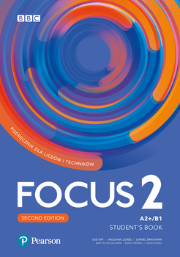 BBC
PODRĘCZNIK DLA LICEÓW I TECHNIKÓW
FOCUS 2
SECOND EDITION
A2+/B1
STUDENT'S BOOK
Pearson